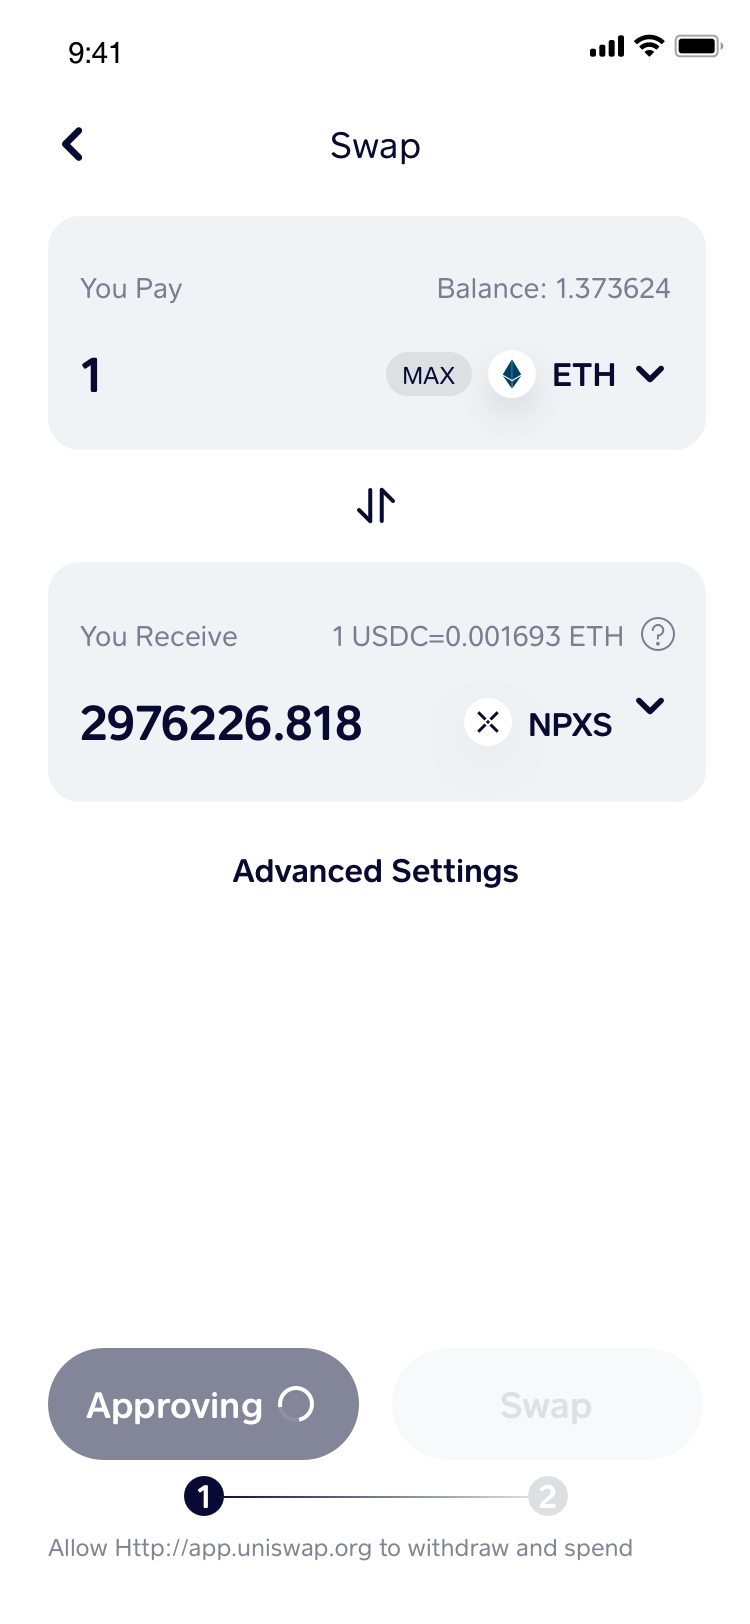 9:41
Swap
You Pay
Balance: 1.373624
1
MAX
ETH
You Receive
1 USDC=0.001693 ETH ?
2976226.818
NPXS
Advanced Settings
Approving
Swap
1
2
Allow Http://app.uniswap.org to withdraw and spend